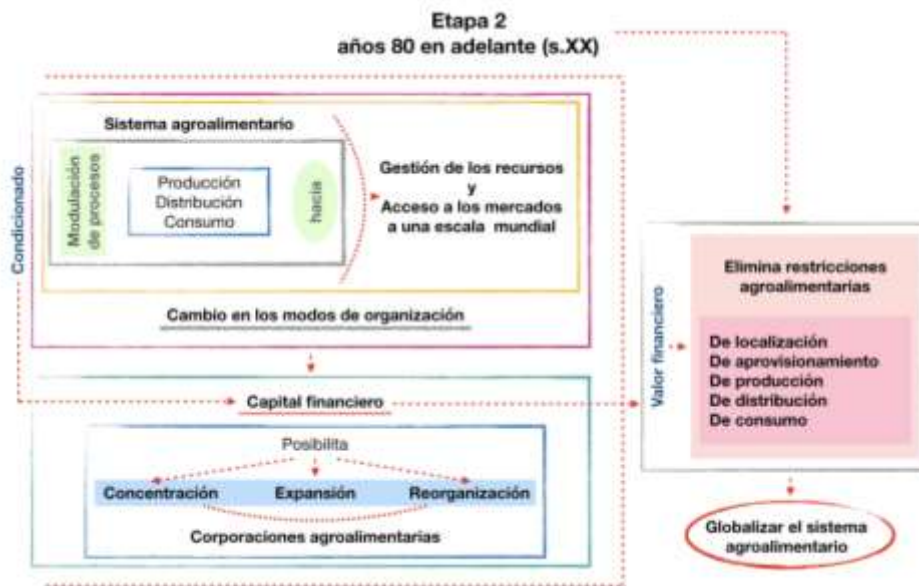 Etapa 2
años 80 en adelante (s.XX)
Condicionado
Sistema agroalimentario
Modulación
de procesos
Producción
Distribución
Consumo
hacia
Gestión de los recursos
y
Acceso a los mercados
a una escala mundial
Cambio en los modos de organización
Capital financiero
Posibilita
Concentración
Expansión
Reorganización
Corporaciones agroalimentarias
Valor financiero
Elimina restricciones
agroalimentarias
De localización
De aprovisionamiento
De producción
De distribución
De consumo
Globalizar el sistema
agroalimentario